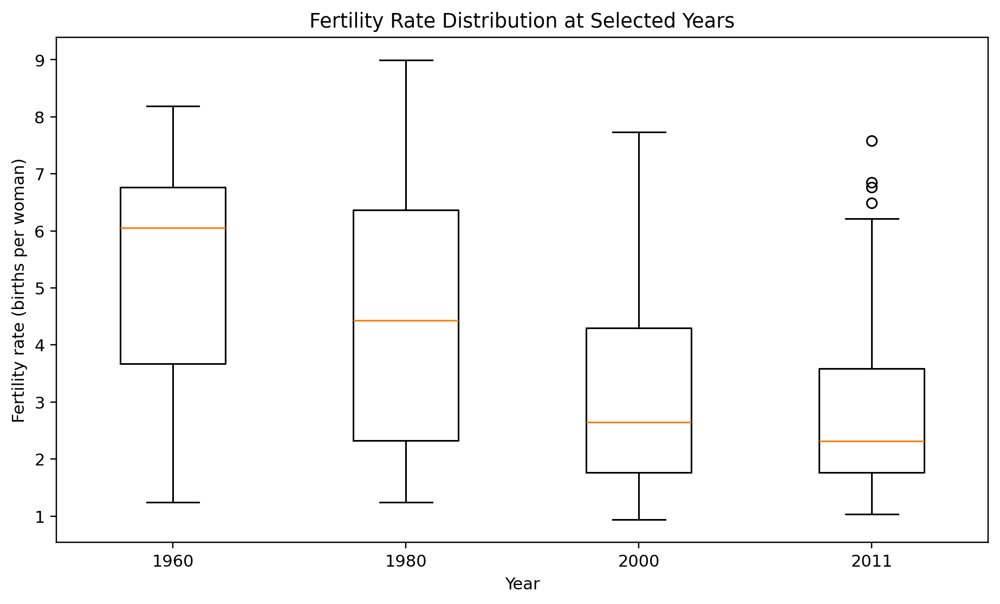 Fertility Rate Distribution at Selected Years
Fertility rate (births per woman)
9
8
7
6
5
4
3
2
1
1960 1980 2000 2011
Year